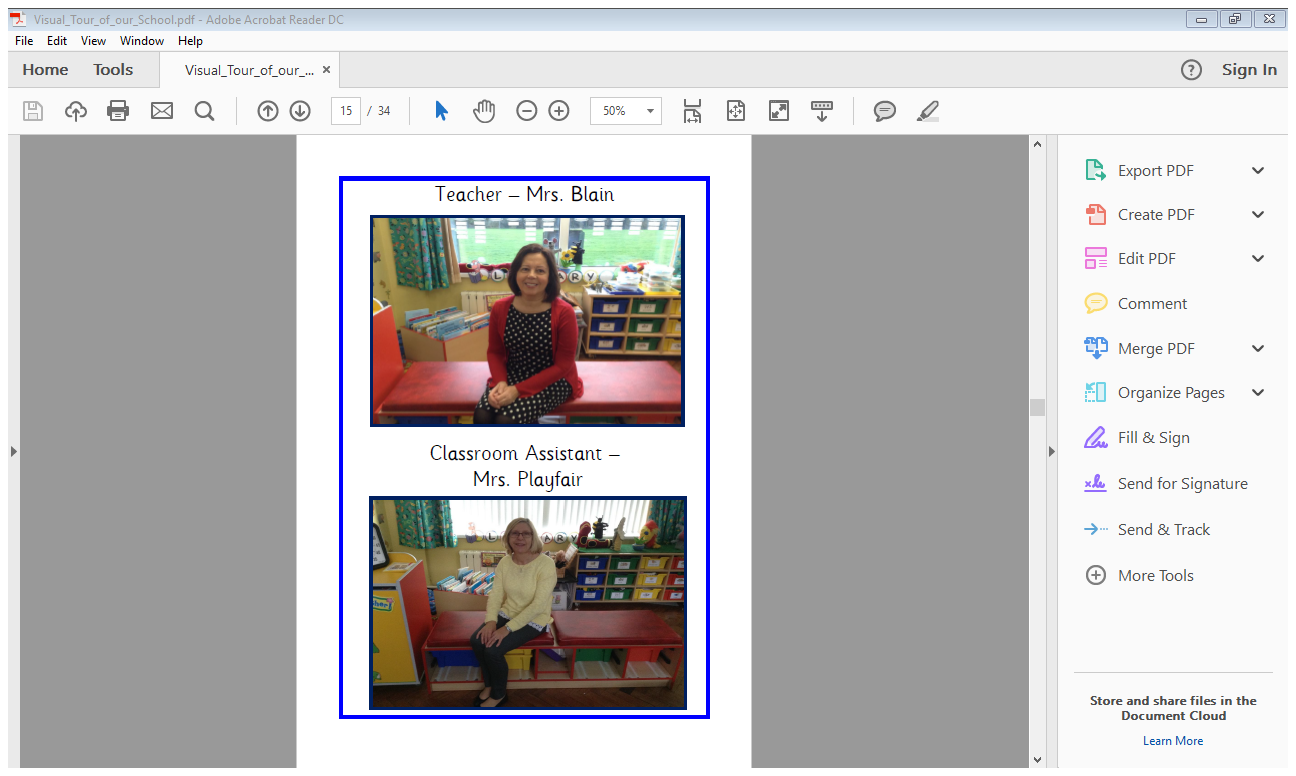 Visual_Tour_of_our_School.pdf - Adobe Acrobat Reader DC
File Edit View Window Help
Home Tools Visual_Tour_of_our_... × ? Sign In
15 / 34 50%
Teacher – Mrs. Blain
LIBRARY
Classroom Assistant –
Mrs. Playfair
LIBRARY
Export PDF
Create PDF
Edit PDF
Comment
Merge PDF
Organize Pages
Fill & Sign
Send for Signature
Send & Track
More Tools
Store and share files in the
Document Cloud
Learn More